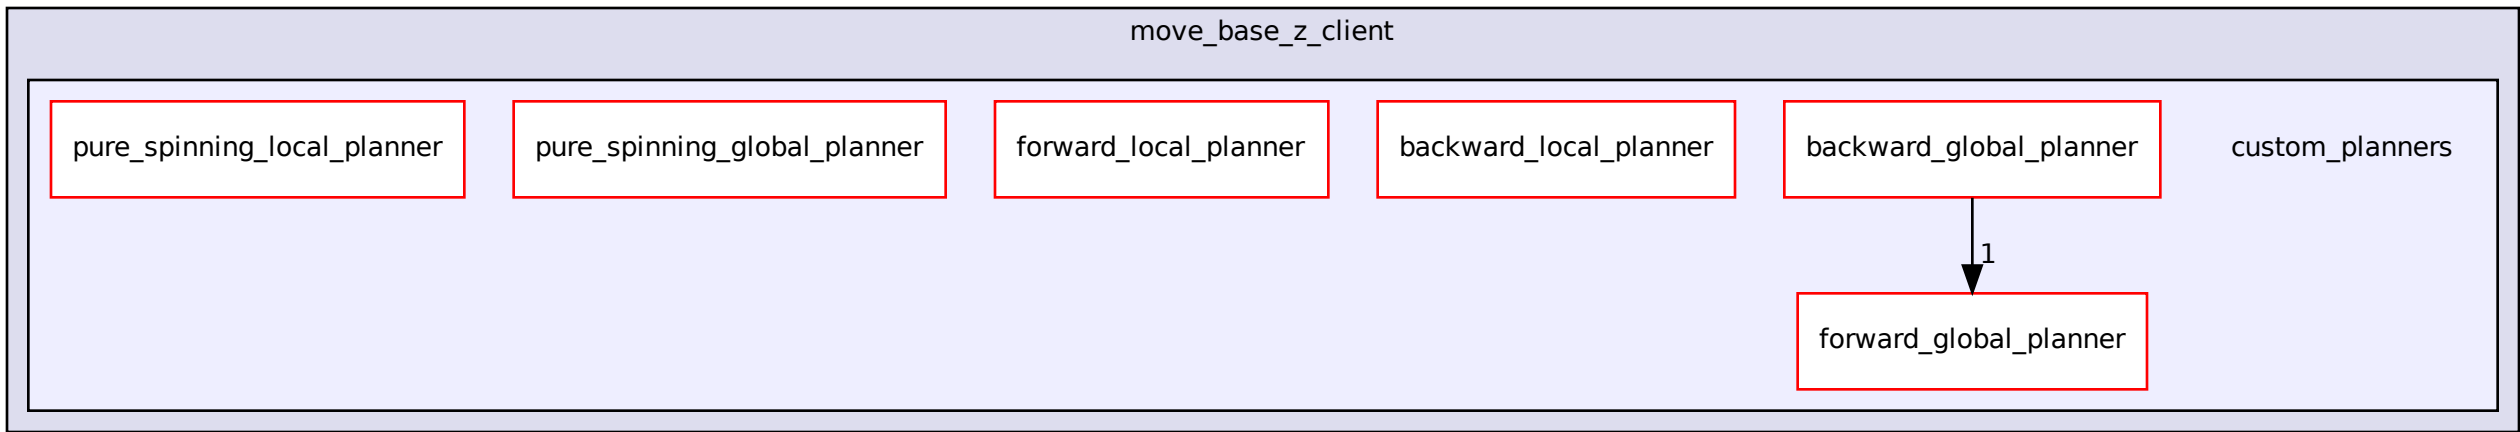 move_base_z_client
pure_spinning_local_planner
pure_spinning_global_planner
forward_local_planner
backward_local_planner
backward_global_planner
custom_planners
1
forward_global_planner